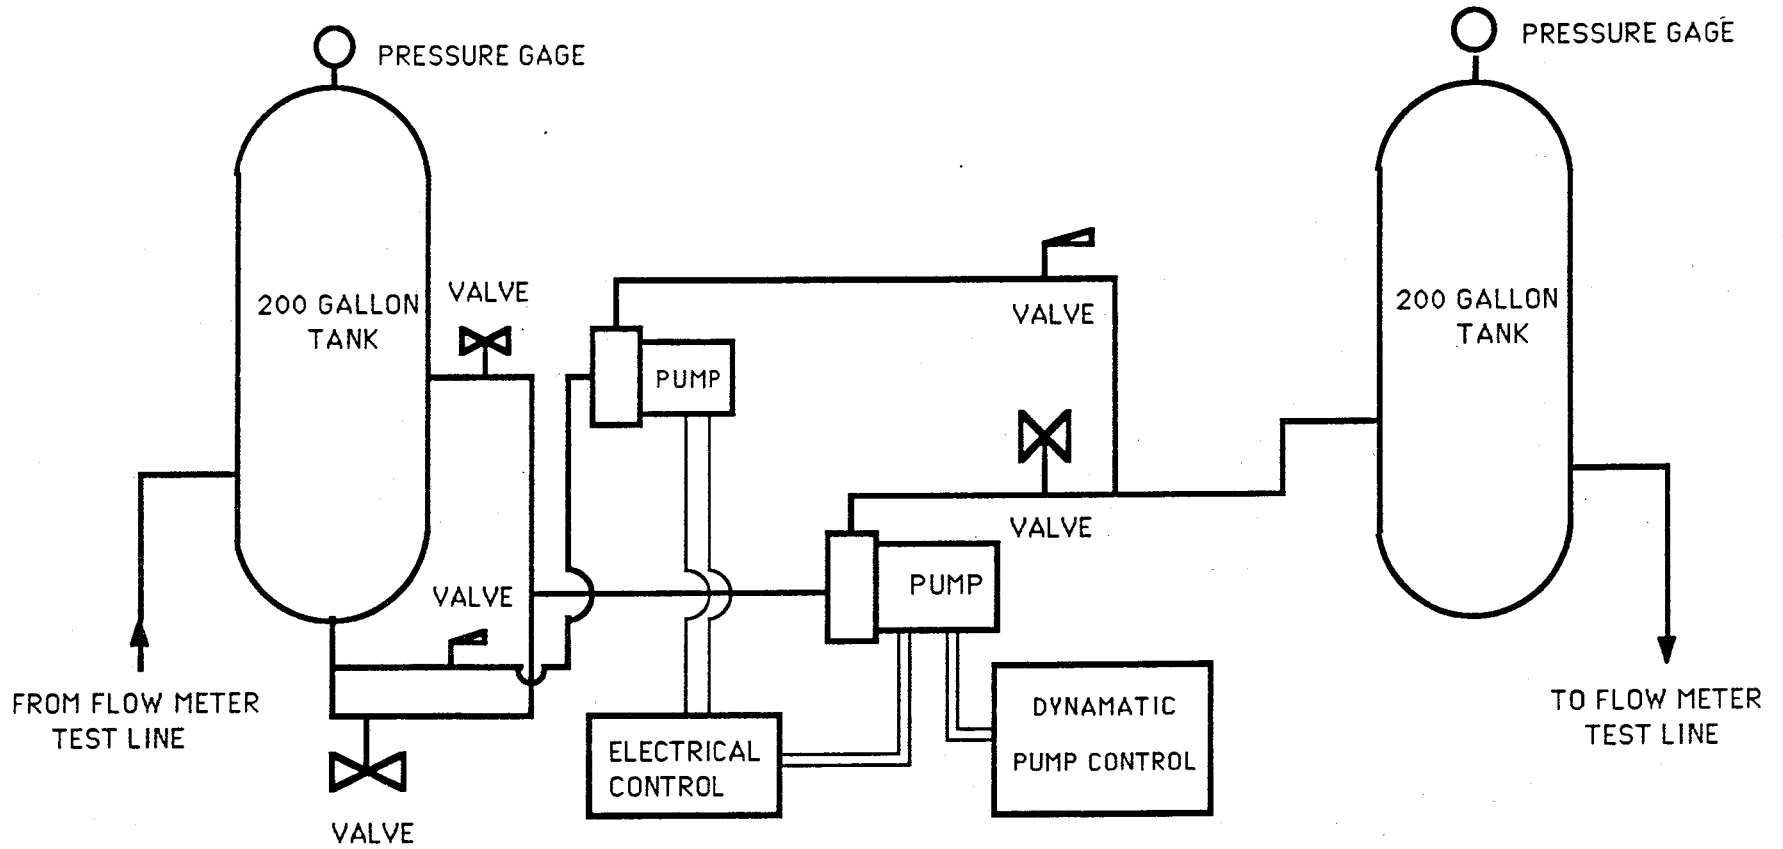 PRESSURE GAGE
PRESSURE GAGE
200 GALLON
TANK
VALVE
VALVE
200 GALLON
TANK
PUMP
VALVE
VALVE
PUMP
FROM FLOW METER
TEST LINE
ELECTRICAL
CONTROL
DYNAMATIC
PUMP CONTROL
TO FLOW METER
TEST LINE
VALVE